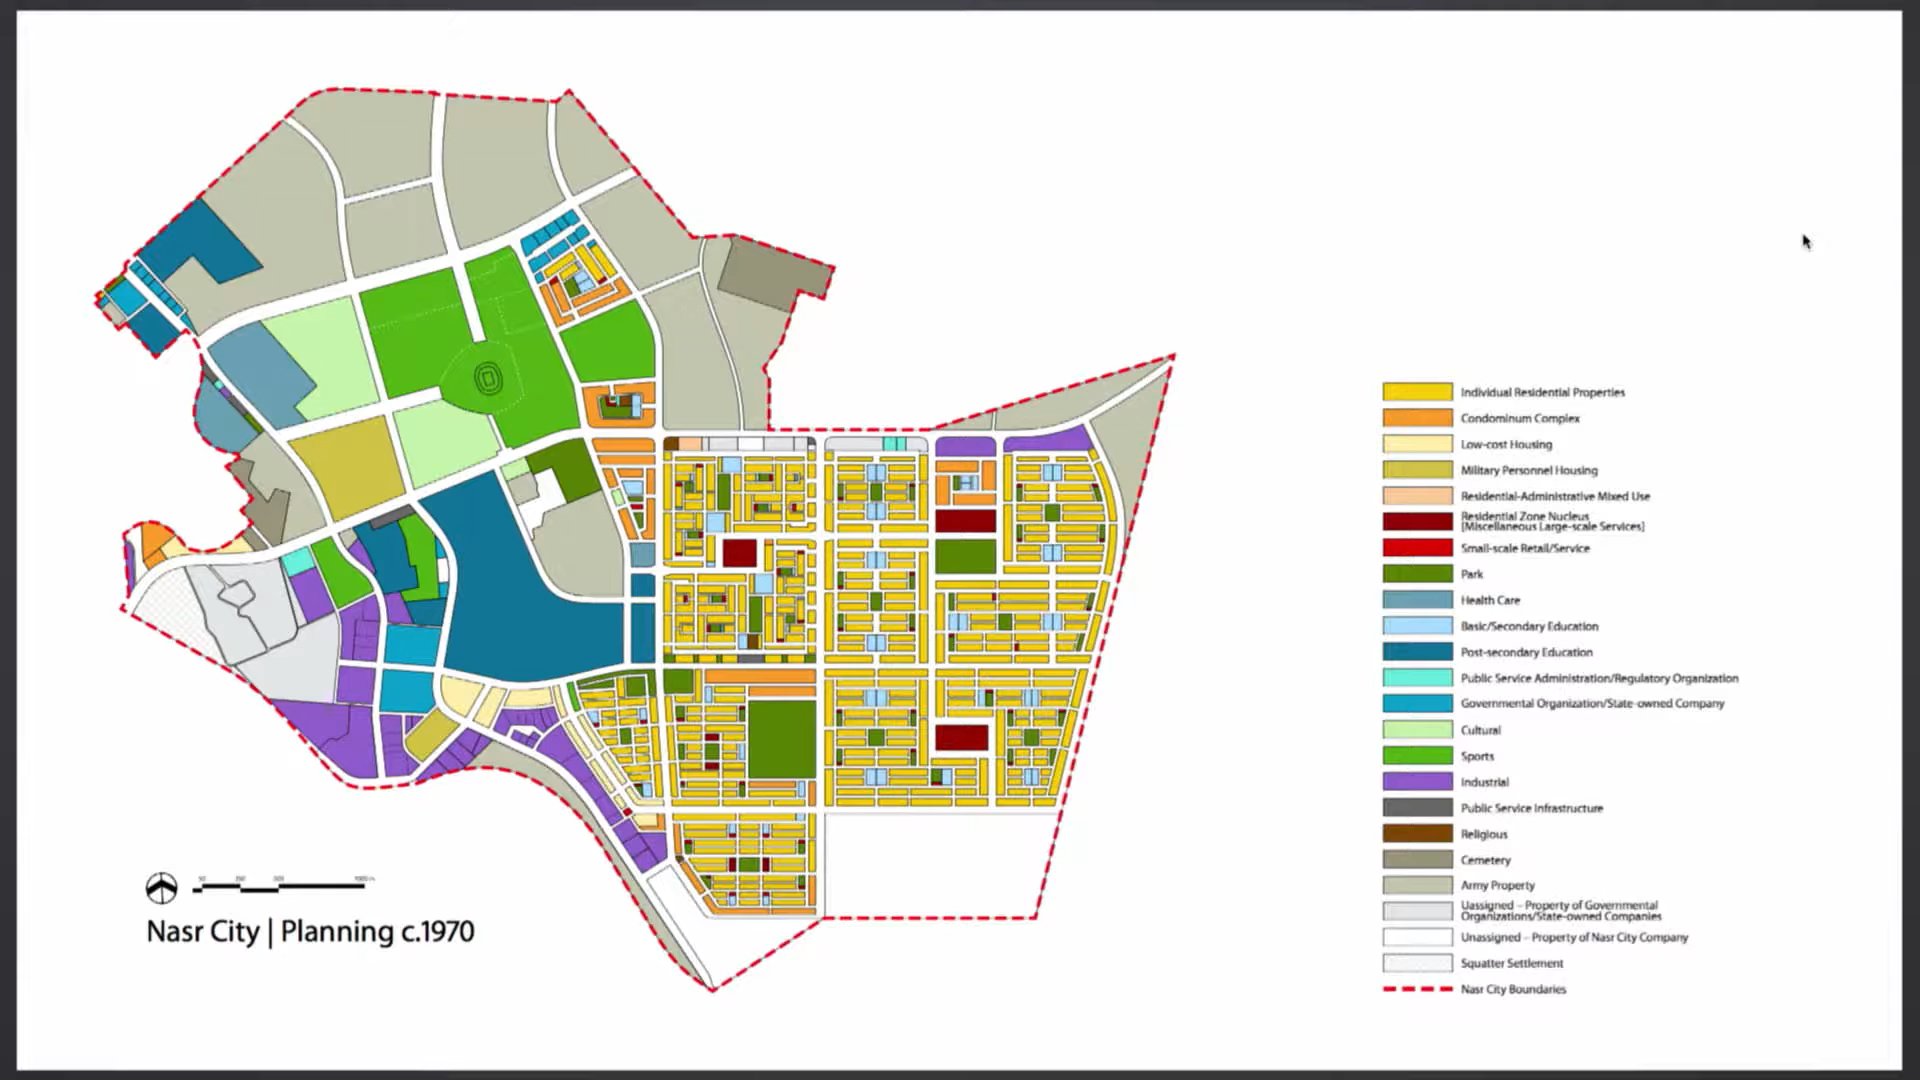 Individual Residential Properties
Condominum Complex
Low-cost Housing
Military Personnel Housing
Residential-Administrative Mixed Use
Residential Zone Nucleus
[Miscellaneous Large-scale Services]
Small-scale Retail/Service
Park
Health Care
Basic/Secondary Education
Post-secondary Education
Public Service Administration/Regulatory Organization
Governmental Organization/State-owned Company
Cultural
Sports
Industrial
Public Service Infrastructure
Religious
Cemetery
Army Property
Uassigned – Property of Governmental
Organizations/State-owned Companies
Unassigned – Property of Nasr City Company
Squatter Settlement
Nasr City Boundaries
Nasr City | Planning c.1970